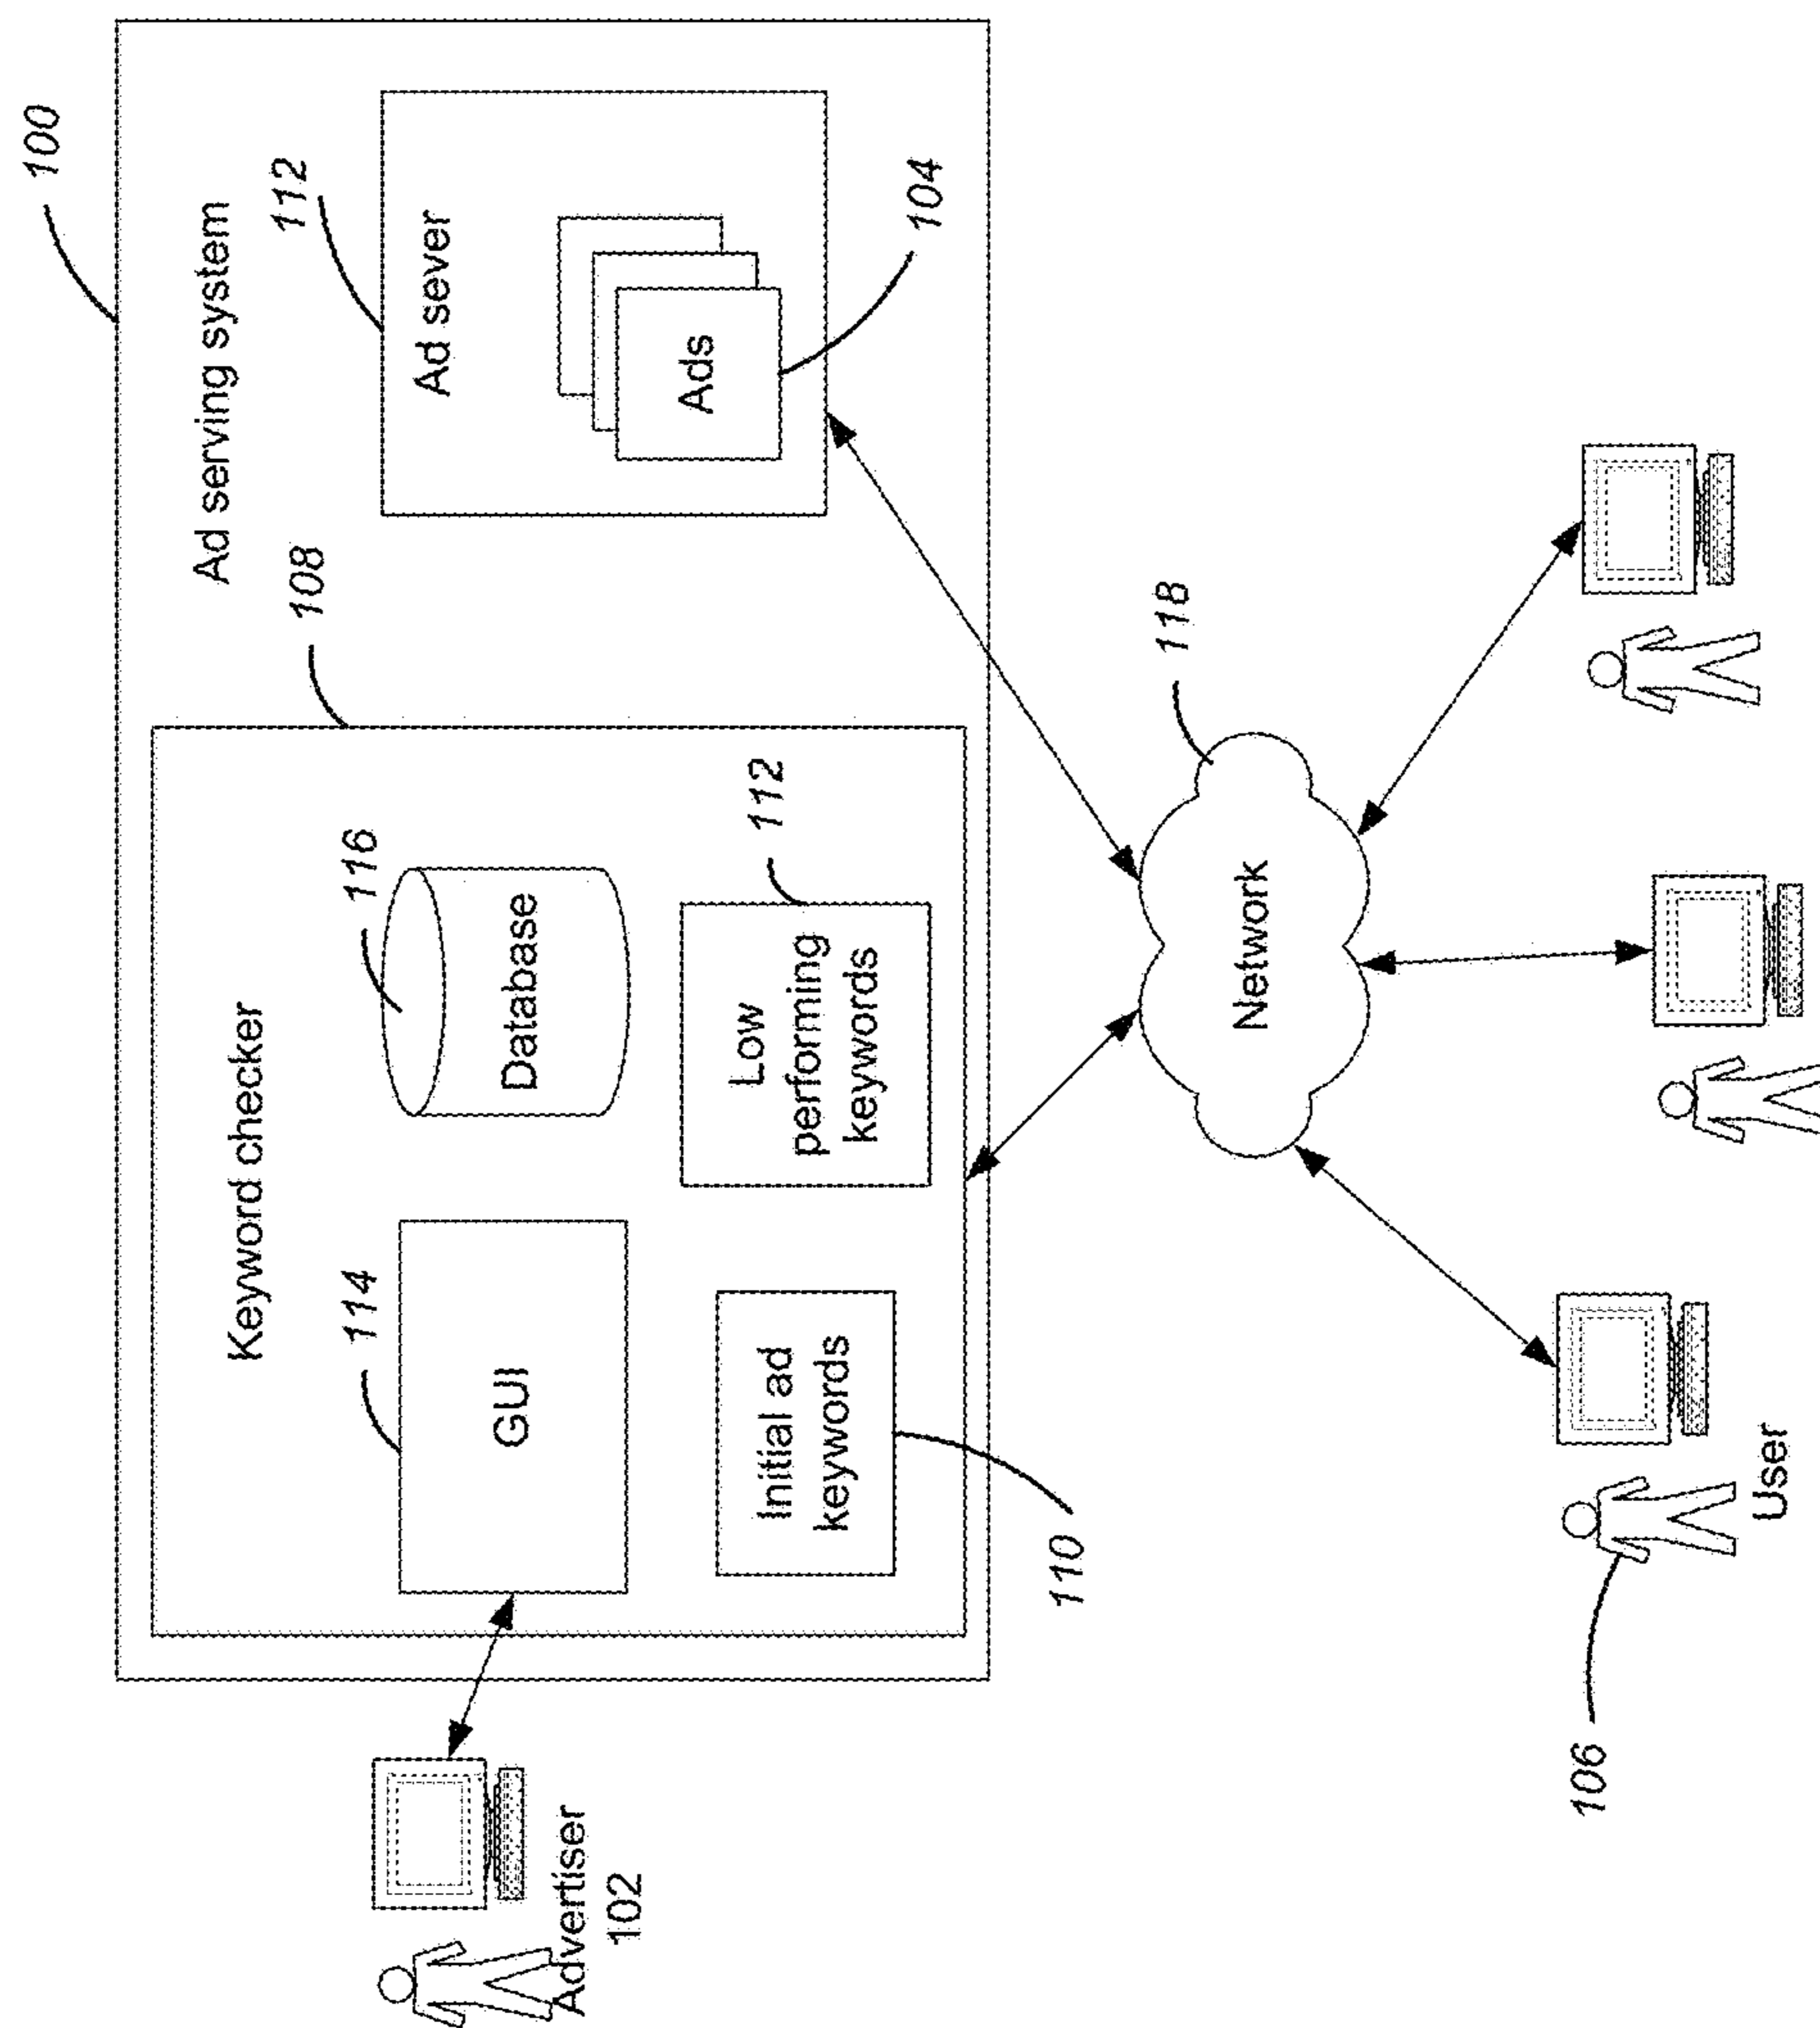 100
Ad serving system
108
112
Keyword checker
Ad sever
114
116
GUI
Database
Ads
104
Initial ad
keywords
Low
performing
keywords
112
110
Advertiser
102
118
Network
106
User